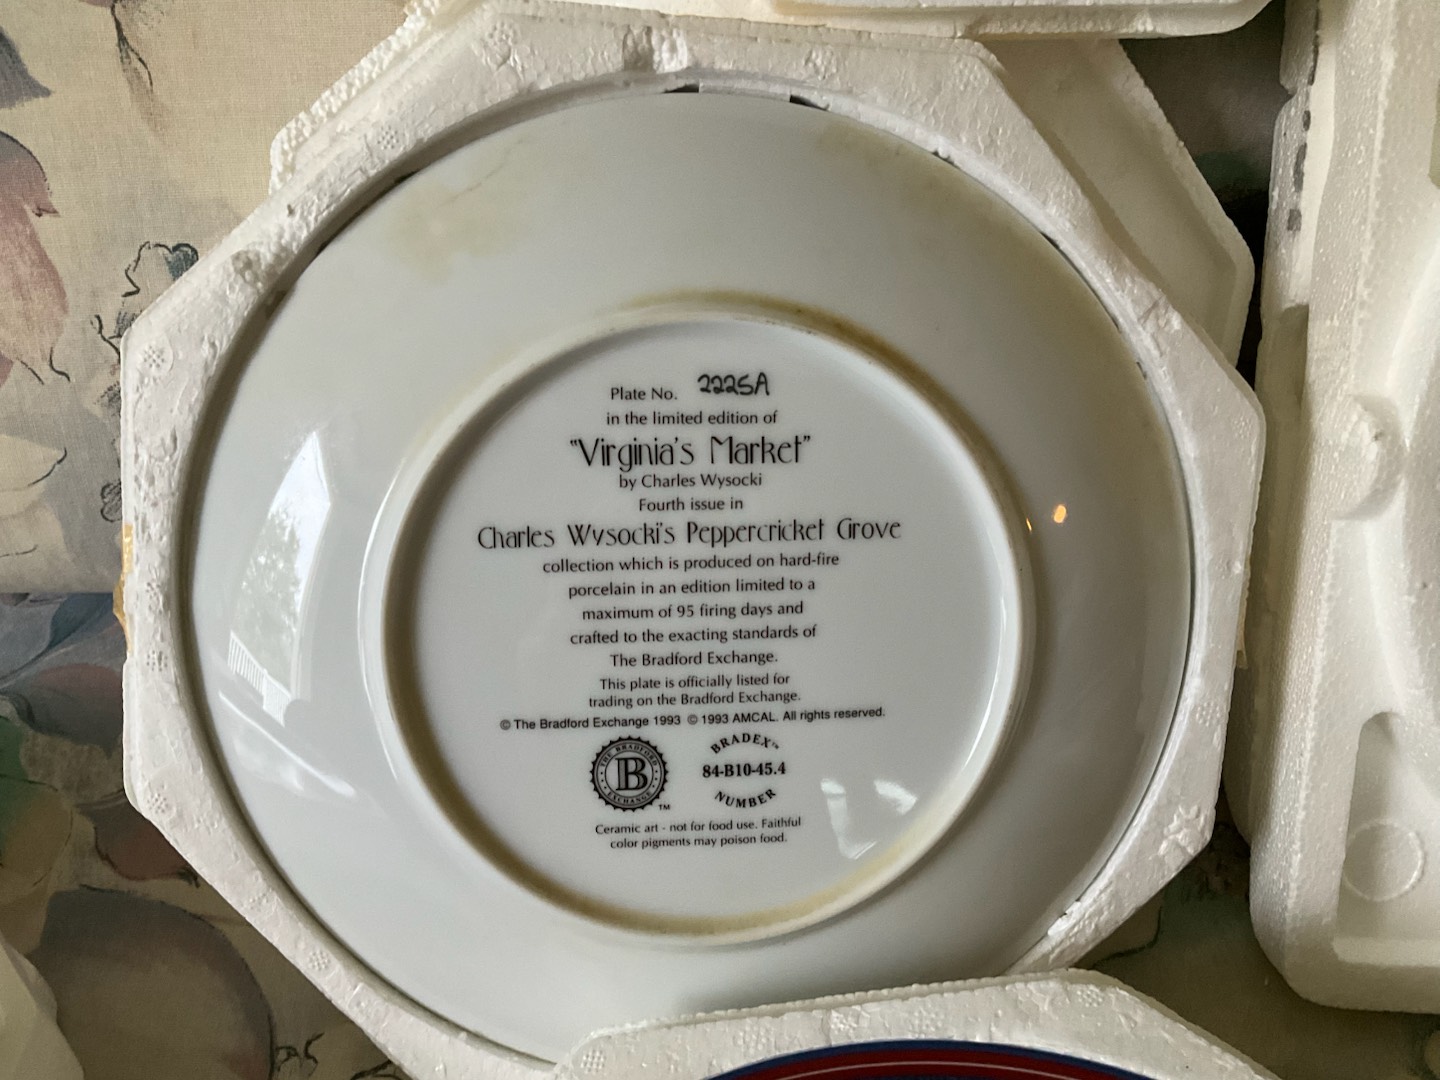 Plate No. 2225A
in the limited edition of
"Virginia's Market"
by Charles Wysocki
Fourth issue in
Charles Wysocki's Peppercricket Grove
collection which is produced on hard-fire
porcelain in an edition limited to a
maximum of 95 firing days and
crafted to the exacting standards of
The Bradford Exchange.
This plate is officially listed for
trading on the Bradford Exchange.
© The Bradford Exchange 1993 © 1993 AMCAL. All rights reserved.
THE BRADFORD
B
EXCHANGE
TM
BRADEX™
84-B10-45.4
NUMBER
Ceramic art - not for food use. Faithful
color pigments may poison food.